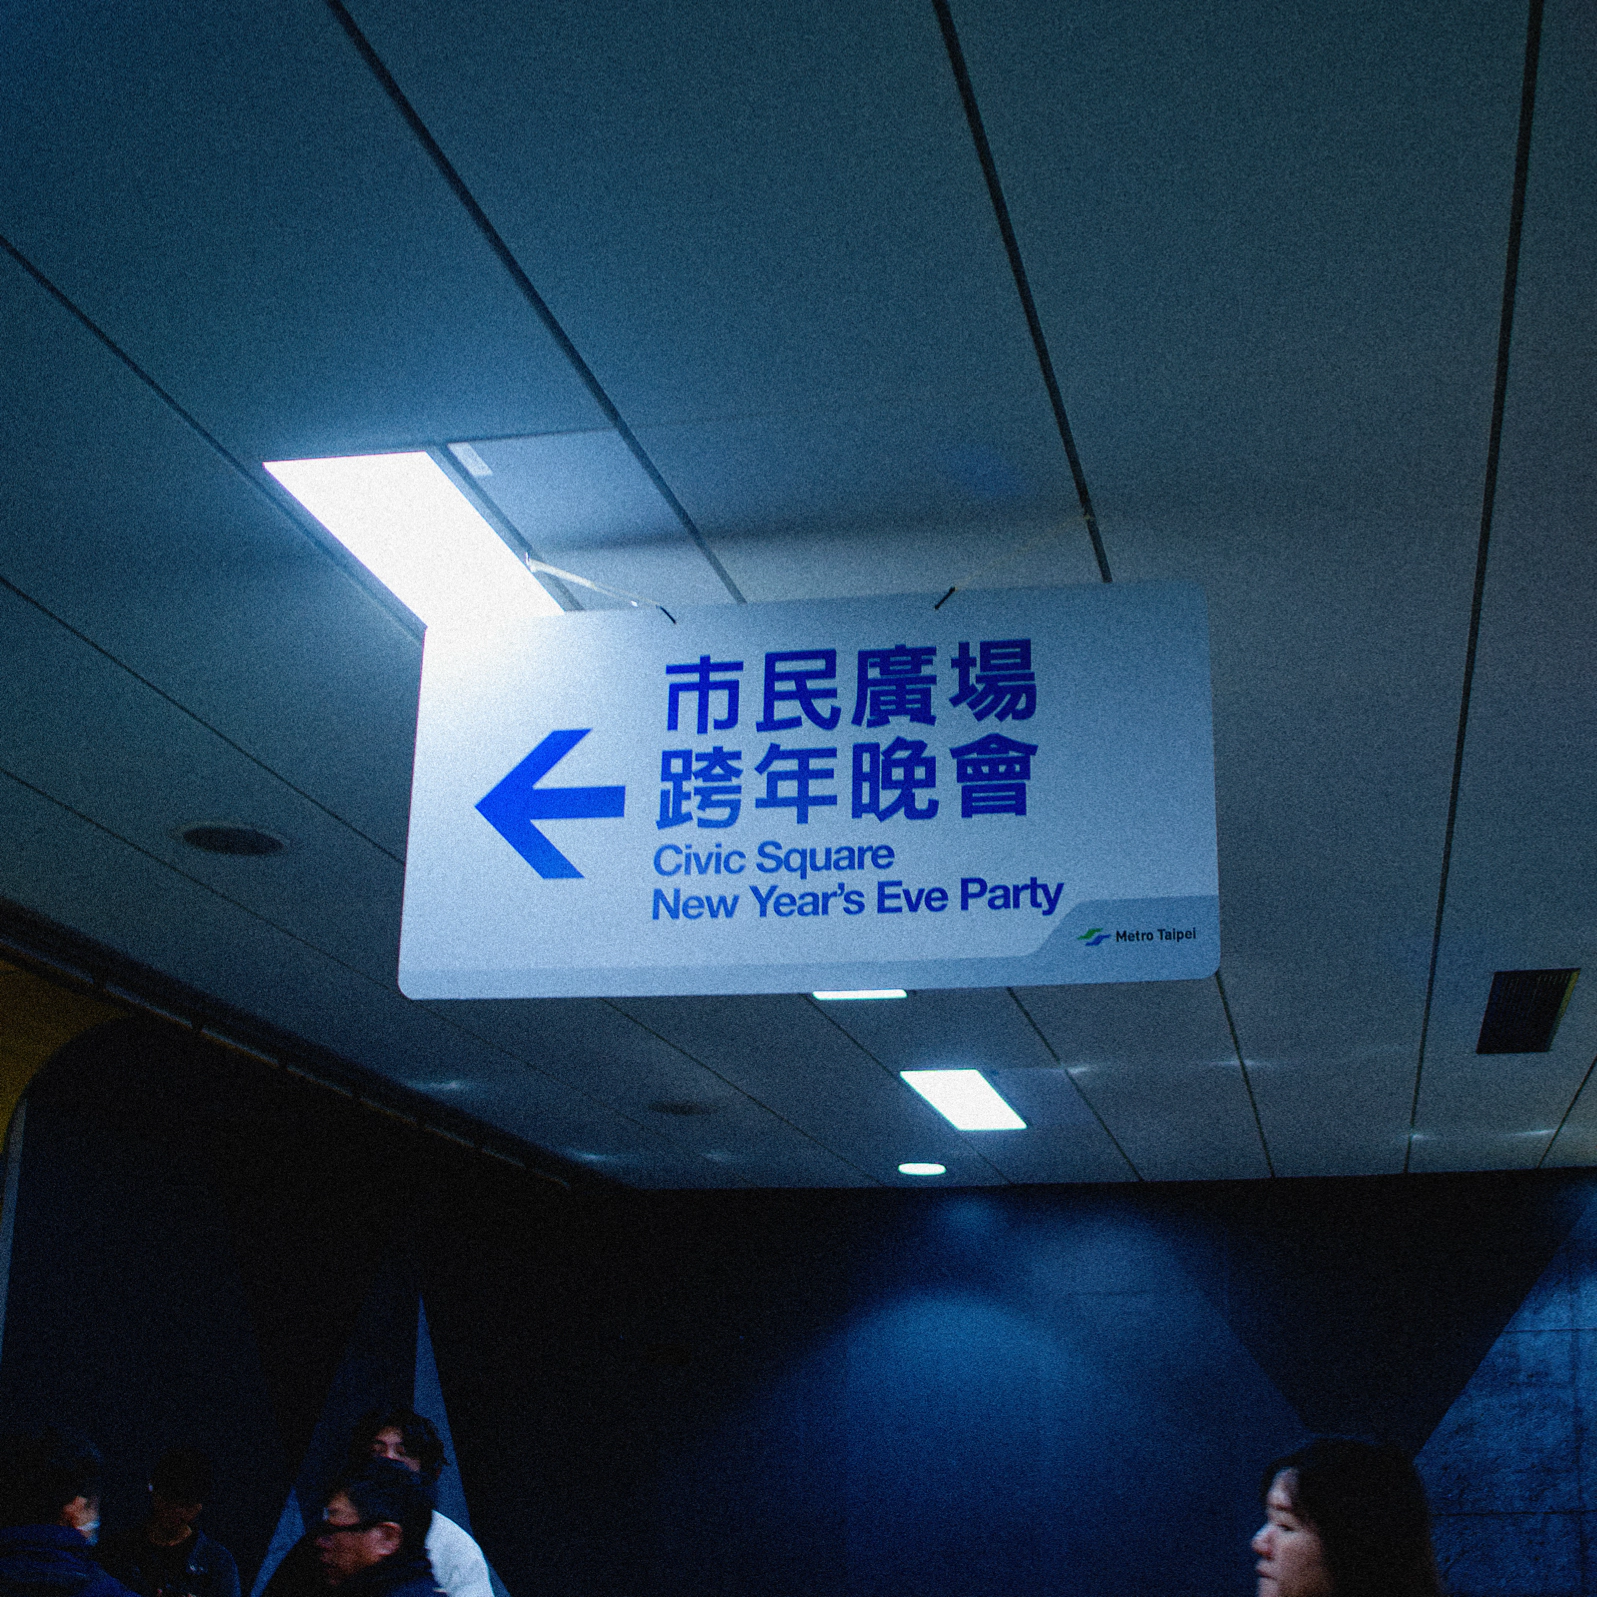 市民廣場
跨年晚會
Civic Square
New Year's Eve Party
Metro Taipei